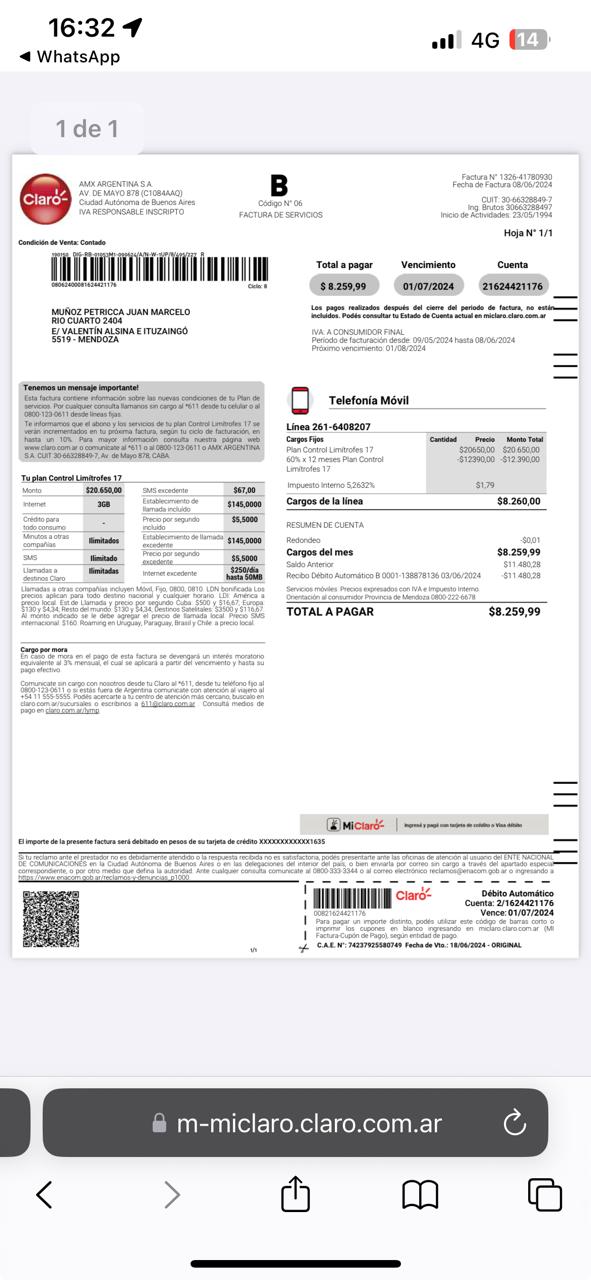 16:32
4G
14
WhatsApp
1 de 1
Claro
AMX ARGENTINA S.A.
AV. DE MAYO 878 (C1084AAQ)
Ciudad Autónoma de Buenos Aires
IVA RESPONSABLE INSCRIPTO
B
Código N° 06
FACTURA DE SERVICIOS
Factura N° 1326-41780930
Fecha de Factura 08/06/2024
CUIT: 30-66328849-7
Ing. Brutos 30663288497
Inicio de Actividades: 23/05/1994
Hoja N° 1/1
Condición de Venta: Contado
08062400081624421176
Ciclo: 8
MUÑOZ PETRICCA JUAN MARCELO
RIO CUARTO 2404
E/ VALENTÍN ALSINA E ITUZAINGÓ
5519 - MENDOZA
Total a pagar Vencimiento Cuenta
$ 8.259,99 01/07/2024 21624421176
Los pagos realizados después del cierre del periodo de factura, no están
incluidos. Podés consultar tu Estado de Cuenta actual en miclaro.claro.com.ar
IVA: A CONSUMIDOR FINAL
Período de facturación desde: 09/05/2024 hasta 08/06/2024
Próximo vencimiento: 01/08/2024
Tenemos un mensaje importante!
Esta factura contiene información sobre las nuevas condiciones de tu Plan de
servicios. Por cualquier consulta llamanos sin cargo al *611 desde tu celular o al
0800-123-0611 desde líneas fijas.
Te informamos que el abono y los servicios de tu plan Control Limítrofes 17 se
verán incrementados en tu próxima factura, según tu ciclo de facturación, en
hasta un 10%. Para mayor información consulta nuestra página web
www.claro.com.ar o comunicate al *611 o al 0800-123-0611 o AMX ARGENTINA
S.A. CUIT 30-66328849-7, Av. de Mayo 878, CABA.
Tu plan Control Limítrofes 17
Monto $20.650,00 SMS excedente $67,00
Internet 3GB Establecimiento de llamada incluído $145,0000
Crédito para todo consumo - Precio por segundo incluído $5,5000
Minutos a otras compañías Ilimitados Establecimiento de llamada excedente $145,0000
SMS Ilimitado Precio por segundo excedente $5,5000
Llamadas a destinos Claro Ilimitadas Internet excedente $250/día hasta 50MB
Llamadas a otras compañías incluyen Móvil, Fijo, 0800, 0810. LDN bonificada Los
precios aplican para todo destino nacional y cualquier horario. LDI: América a
precio local. Est.de Llamada y precio por segundo Cuba: $500 y $16,67, Europa:
$130 y $4,34; Resto del mundo: $130 y $4,34; Destinos Satelitales: $3500 y $116,67.
Al monto indicado se le debe agregar el precio de llamada local. Precio SMS
internacional: $160. Roaming en Uruguay, Paraguay, Brasil y Chile: a precio local.
Cargo por mora
En caso de mora en el pago de esta factura se devengará un interés moratorio
equivalente al 3% mensual, el cual se aplicará a partir del vencimiento y hasta su
pago efectivo.
Comunicate sin cargo con nosotros desde tu Claro al *611, desde tu teléfono fijo al
0800-123-0611 o si estás fuera de Argentina comunicate con atención al viajero al
+54 11 555-5555. Podés acercarte a tu centro de atención más cercano, buscalo en
claro.com.ar/sucursales o escribirnos a 611@claro.com.ar . Consultá medios de
pago en claro.com.ar/lymp
Telefonía Móvil
Línea 261-6408207
Cargos Fijos Cantidad Precio Monto Total
Plan Control Limítrofes 17 $20650,00 $20.650,00
60% x 12 meses Plan Control -$12390,00 -$12.390,00
Limítrofes 17
Impuesto Interno 5,2632% $1,79
Cargos de la línea $8.260,00
RESUMEN DE CUENTA
Redondeo -$0,01
Cargos del mes $8.259,99
Saldo Anterior $11.480,28
Recibo Débito Automático B 0001-138878136 03/06/2024 -$11.480,28
Servicios móviles: Precios expresados con IVA e Impuesto Interno
Orientación al consumidor Provincia de Mendoza 0800-222-6678
TOTAL A PAGAR $8.259,99
MiClaro Ingresá y pagá con tarjeta de crédito o Visa débito
El importe de la presente factura será debitado en pesos de su tarjeta de crédito XXXXXXXXXXXX1635
Si tu reclamo ante el prestador no es debidamente atendido o la respuesta recibida no es satisfactoria, podés presentarte ante las oficinas de atención al usuario del ENTE NACIONAL
DE COMUNICACIONES en la Ciudad Autónoma de Buenos Aires o en las delegaciones del interior del país, o bien enviarla por correo sin cargo a través del apartado especial
correspondiente, o por otro medio que defina la autoridad. Ante cualquier consulta comunicate al 0800-333-3344 o al correo electrónico reclamos@enacom.gob.ar o ingresando a
https://www.enacom.gob.ar/reclamos-y-denuncias_p1000.
1/1
00821624421176
Claro
Débito Automático
Cuenta: 2/1624421176
Vence: 01/07/2024
Para pagar un importe distinto, podés utilizar este código de barras corto o
imprimir los cupones en blanco ingresando en miclaro.claro.com.ar (MI
Factura-Cupón de Pago), según entidad de pago.
C.A.E. N°: 74237925580749 Fecha de Vto.: 18/06/2024 - ORIGINAL
m-miclaro.claro.com.ar